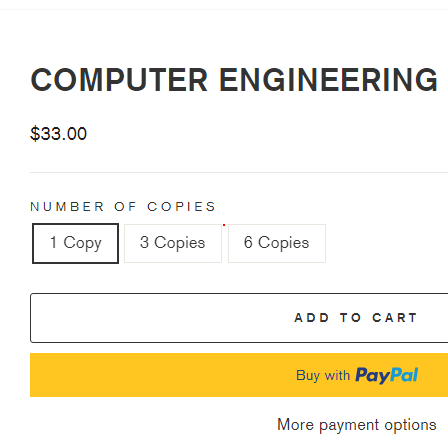 COMPUTER ENGINEERING
$33.00
NUMBER OF COPIES
1 Copy
3 Copies
6 Copies
ADD TO CART
Buy with PayPal
More payment options